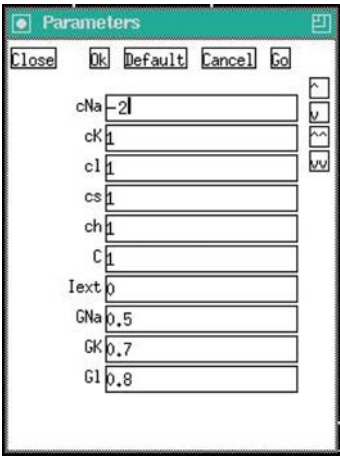 Parameters
Close Ok Default Cancel Go
^
v
^^
vv
cNa -2
cK 1
cl 1
cs 1
ch 1
C 1
Iext 0
GNa 0.5
GK 0.7
Gl 0.8